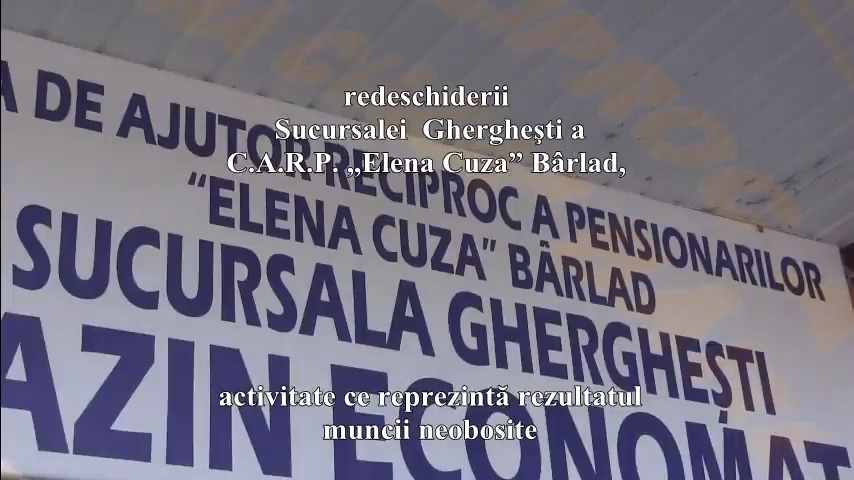 A DE AJUTOR RECIPROC A PENSIONARILOR
“ELENA CUZA” BÂRLAD
SUCURSALA GHERGHEȘTI
AZIN ECONOMAT
redeschiderii
Sucursalei Ghergheşti a
C.A.R.P. „Elena Cuza” Bârlad,
activitate ce reprezintă rezultatul
muncii neobosite